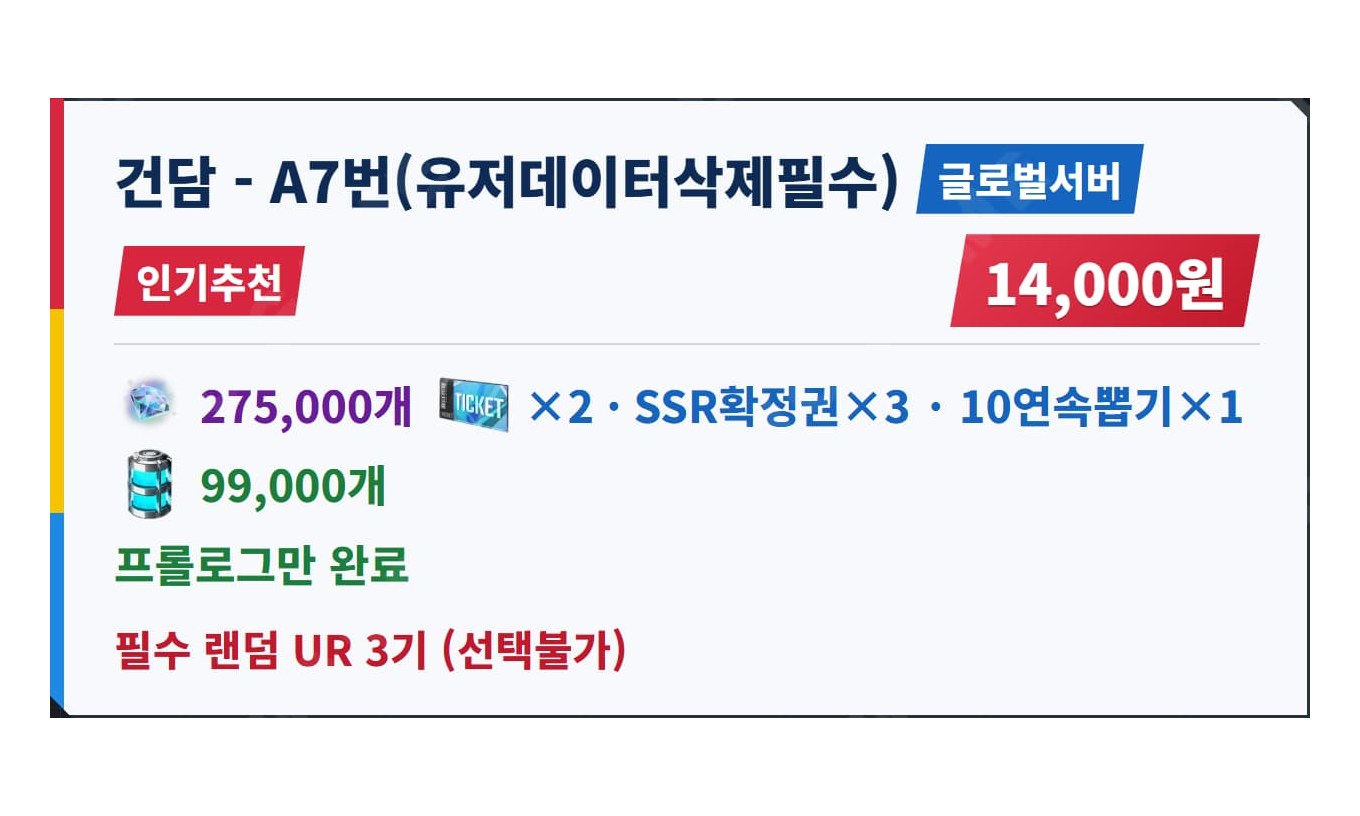 건담 - A7번(유저데이터삭제필수) 글로벌서버
인기추천 14,000원
275,000개 TICKET ×2 · SSR확정권×3 · 10연속뽑기×1
99,000개
프롤로그만 완료
필수 랜덤 UR 3기 (선택불가)